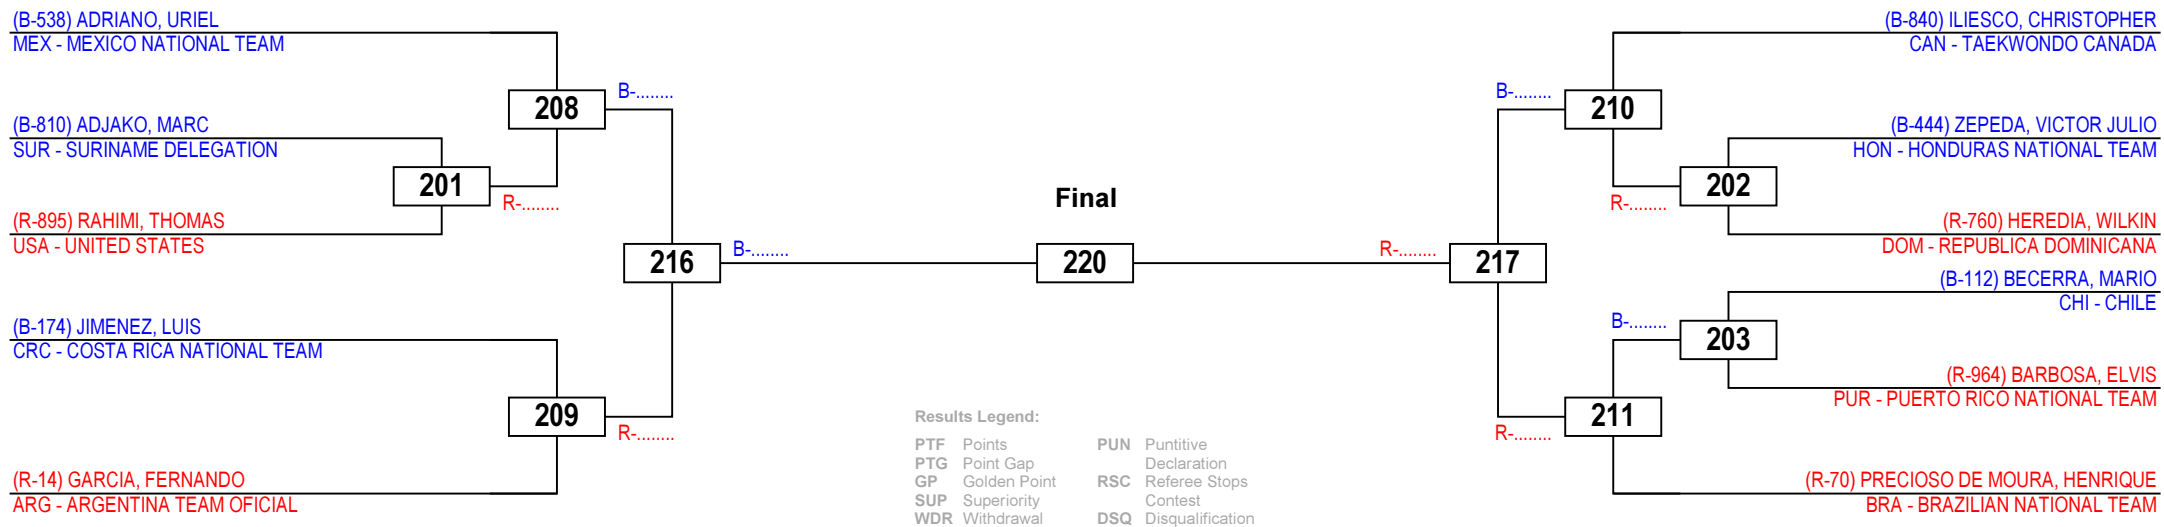 (B-538) ADRIANO, URIEL
MEX - MEXICO NATIONAL TEAM
(B-810) ADJAKO, MARC
SUR - SURINAME DELEGATION
(R-895) RAHIMI, THOMAS
USA - UNITED STATES
(B-174) JIMENEZ, LUIS
CRC - COSTA RICA NATIONAL TEAM
(R-14) GARCIA, FERNANDO
ARG - ARGENTINA TEAM OFICIAL
201
208
R-........
209
B-........
R-........
216
B-........
Final
220
R-........
217
B-........
R-........
210
R-........
202
B-........
203
211
(B-840) ILIESCO, CHRISTOPHER
CAN - TAEKWONDO CANADA
(B-444) ZEPEDA, VICTOR JULIO
HON - HONDURAS NATIONAL TEAM
(R-760) HEREDIA, WILKIN
DOM - REPUBLICA DOMINICANA
(B-112) BECERRA, MARIO
CHI - CHILE
(R-964) BARBOSA, ELVIS
PUR - PUERTO RICO NATIONAL TEAM
(R-70) PRECIOSO DE MOURA, HENRIQUE
BRA - BRAZILIAN NATIONAL TEAM
Results Legend:
PTF Points
PTG Point Gap
GP Golden Point
SUP Superiority
WDR Withdrawal
PUN Puntitive
Declaration
RSC Referee Stops
Contest
DSQ Disqualification